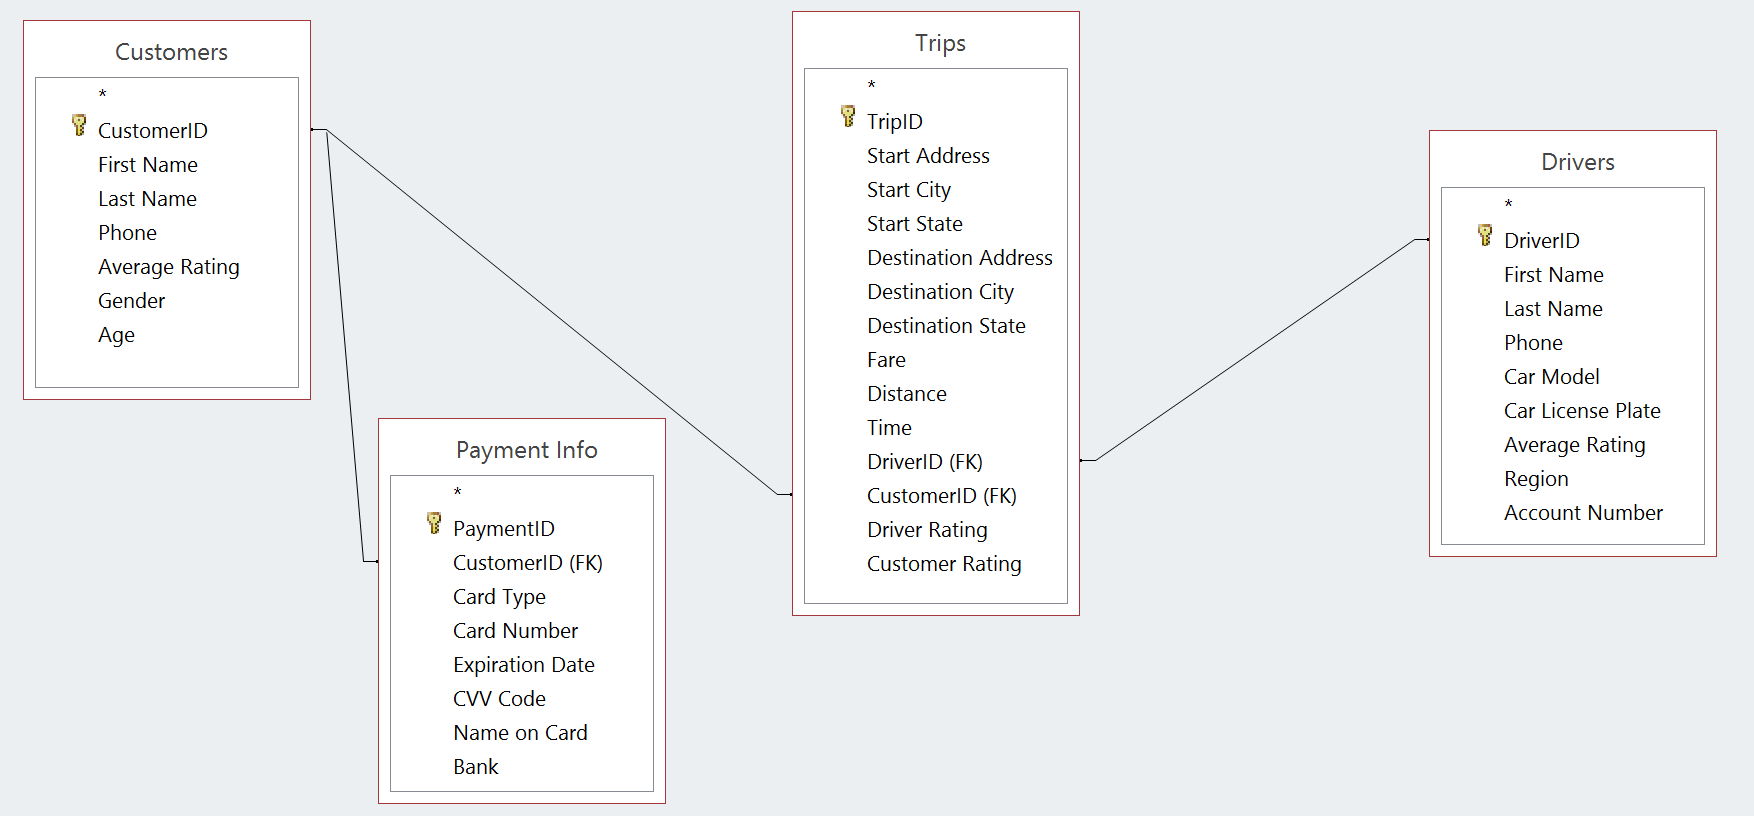 Customers
*
CustomerID
First Name
Last Name
Phone
Average Rating
Gender
Age
Payment Info
*
PaymentID
CustomerID (FK)
Card Type
Card Number
Expiration Date
CVV Code
Name on Card
Bank
Trips
*
TripID
Start Address
Start City
Start State
Destination Address
Destination City
Destination State
Fare
Distance
Time
DriverID (FK)
CustomerID (FK)
Driver Rating
Customer Rating
Drivers
*
DriverID
First Name
Last Name
Phone
Car Model
Car License Plate
Average Rating
Region
Account Number